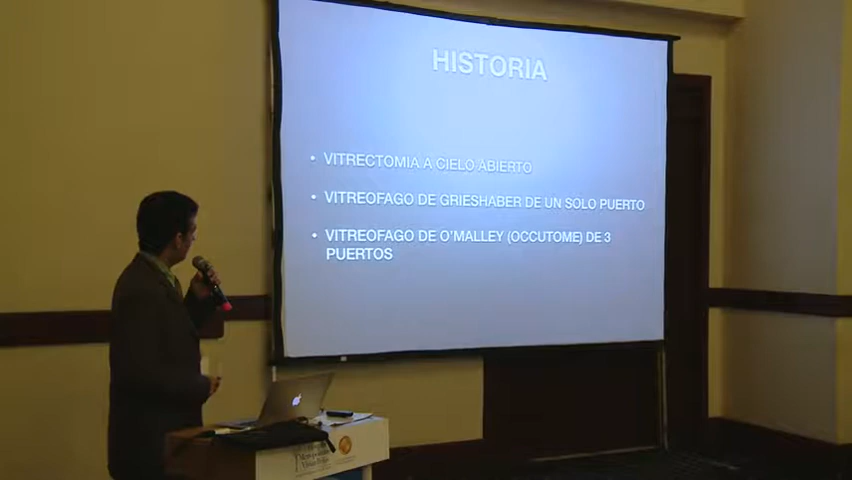 HISTORIA
• VITRECTOMIA A CIELO ABIERTO
• VITREOFAGO DE GRIESHABER DE UN SOLO PUERTO
• VITREOFAGO DE O'MALLEY (OCCUTOME) DE 3
PUERTOS